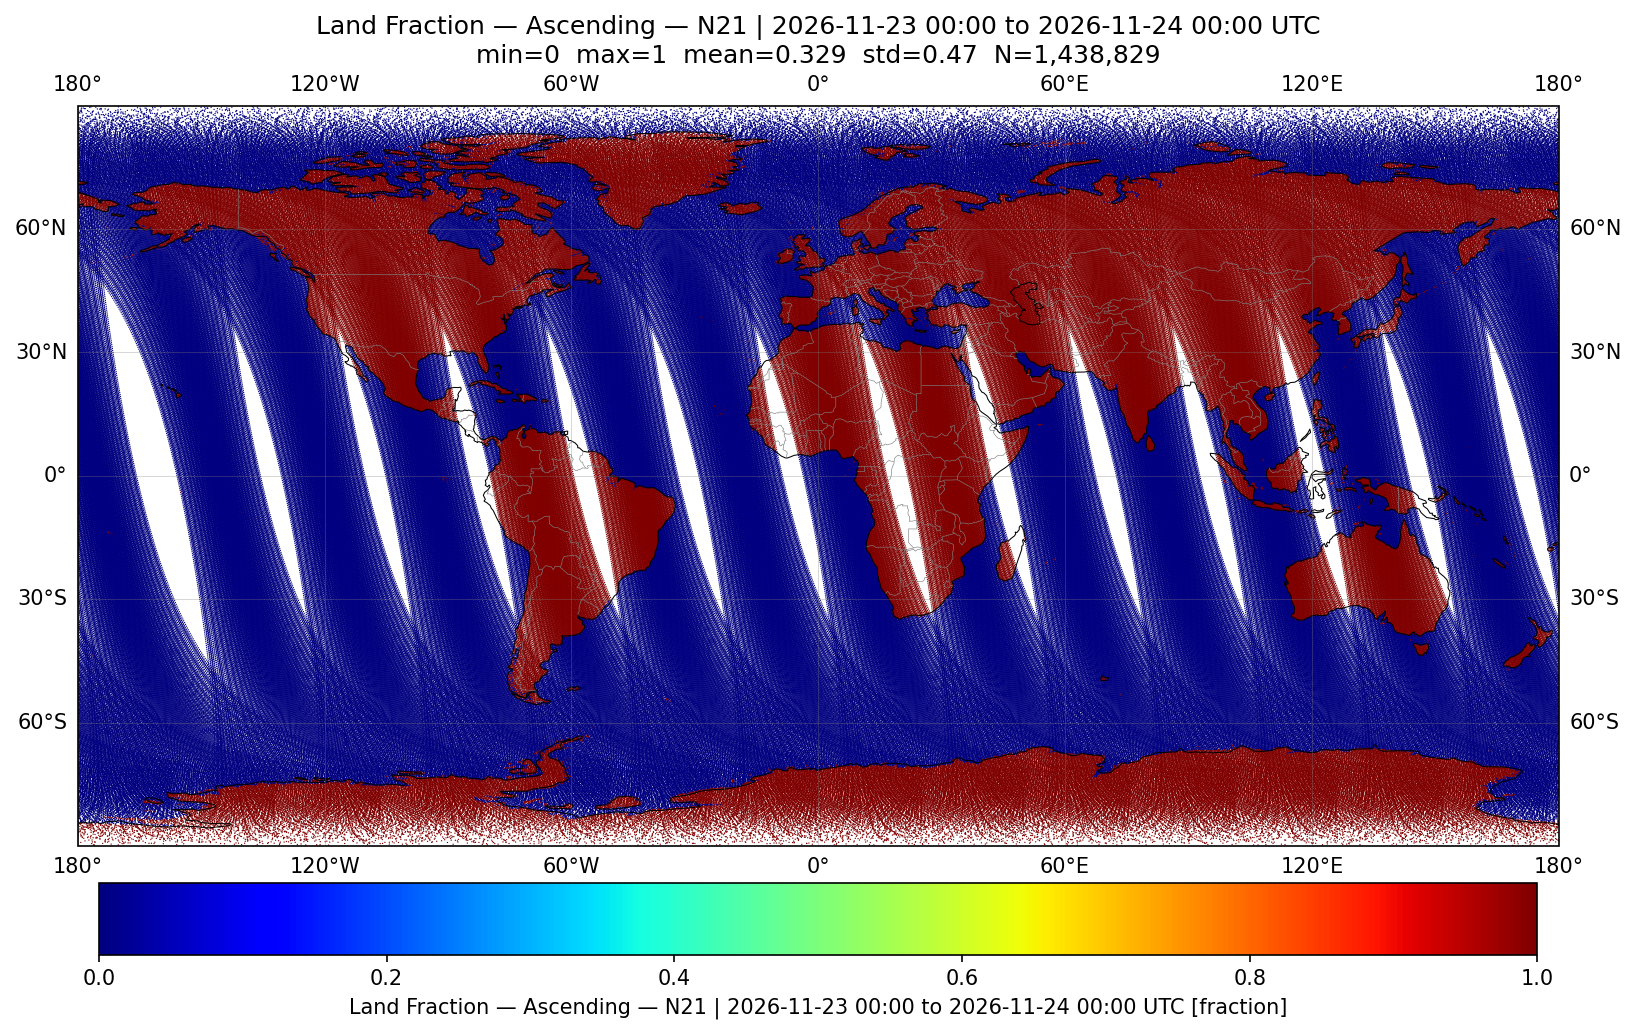 Land Fraction — Ascending — N21 | 2026-11-23 00:00 to 2026-11-24 00:00 UTC
min=0  max=1  mean=0.329  std=0.47  N=1,438,829
180° 120°W 60°W 0° 60°E 120°E 180°
60°N 60°N
30°N 30°N
0° 0°
30°S 30°S
60°S 60°S
180° 120°W 60°W 0° 60°E 120°E 180°
0.0 0.2 0.4 0.6 0.8 1.0
Land Fraction — Ascending — N21 | 2026-11-23 00:00 to 2026-11-24 00:00 UTC [fraction]